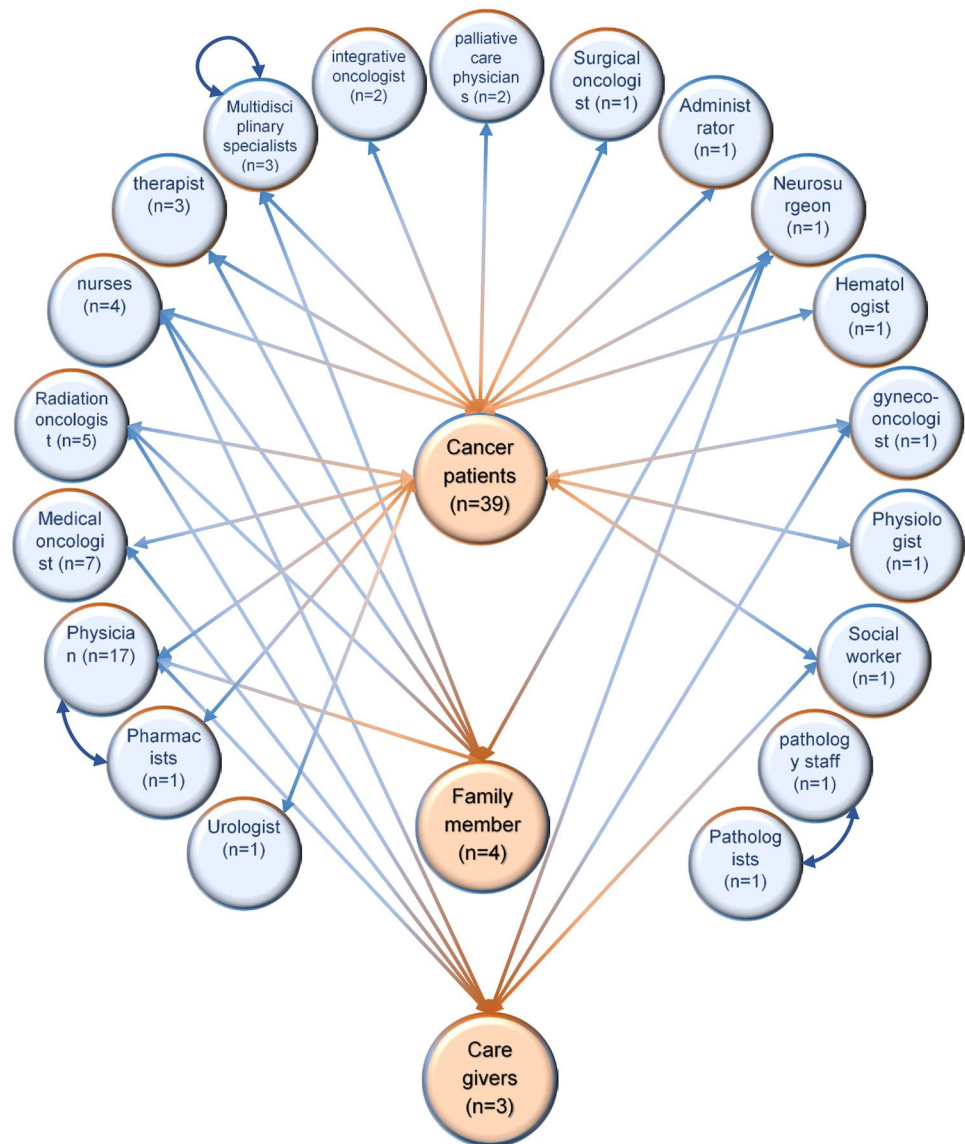 integrative
oncologist
(n=2)
palliative
care
physician
s (n=2)
Surgical
oncologi
st (n=1)
Multidisci
plinary
specialists
(n=3)
Administ
rator
(n=1)
therapist
(n=3)
Neurosu
rgeon
(n=1)
nurses
(n=4)
Hematol
ogist
(n=1)
Radiation
oncologis
t (n=5)
gyneco-
oncologi
st (n=1)
Cancer
patients
(n=39)
Medical
oncologi
st (n=7)
Physiolo
gist
(n=1)
Physicia
n (n=17)
Social
worker
(n=1)
Pharmac
ists
(n=1)
patholog
y staff
(n=1)
Family
member
(n=4)
Urologist
(n=1)
Patholog
ists
(n=1)
Care
givers
(n=3)